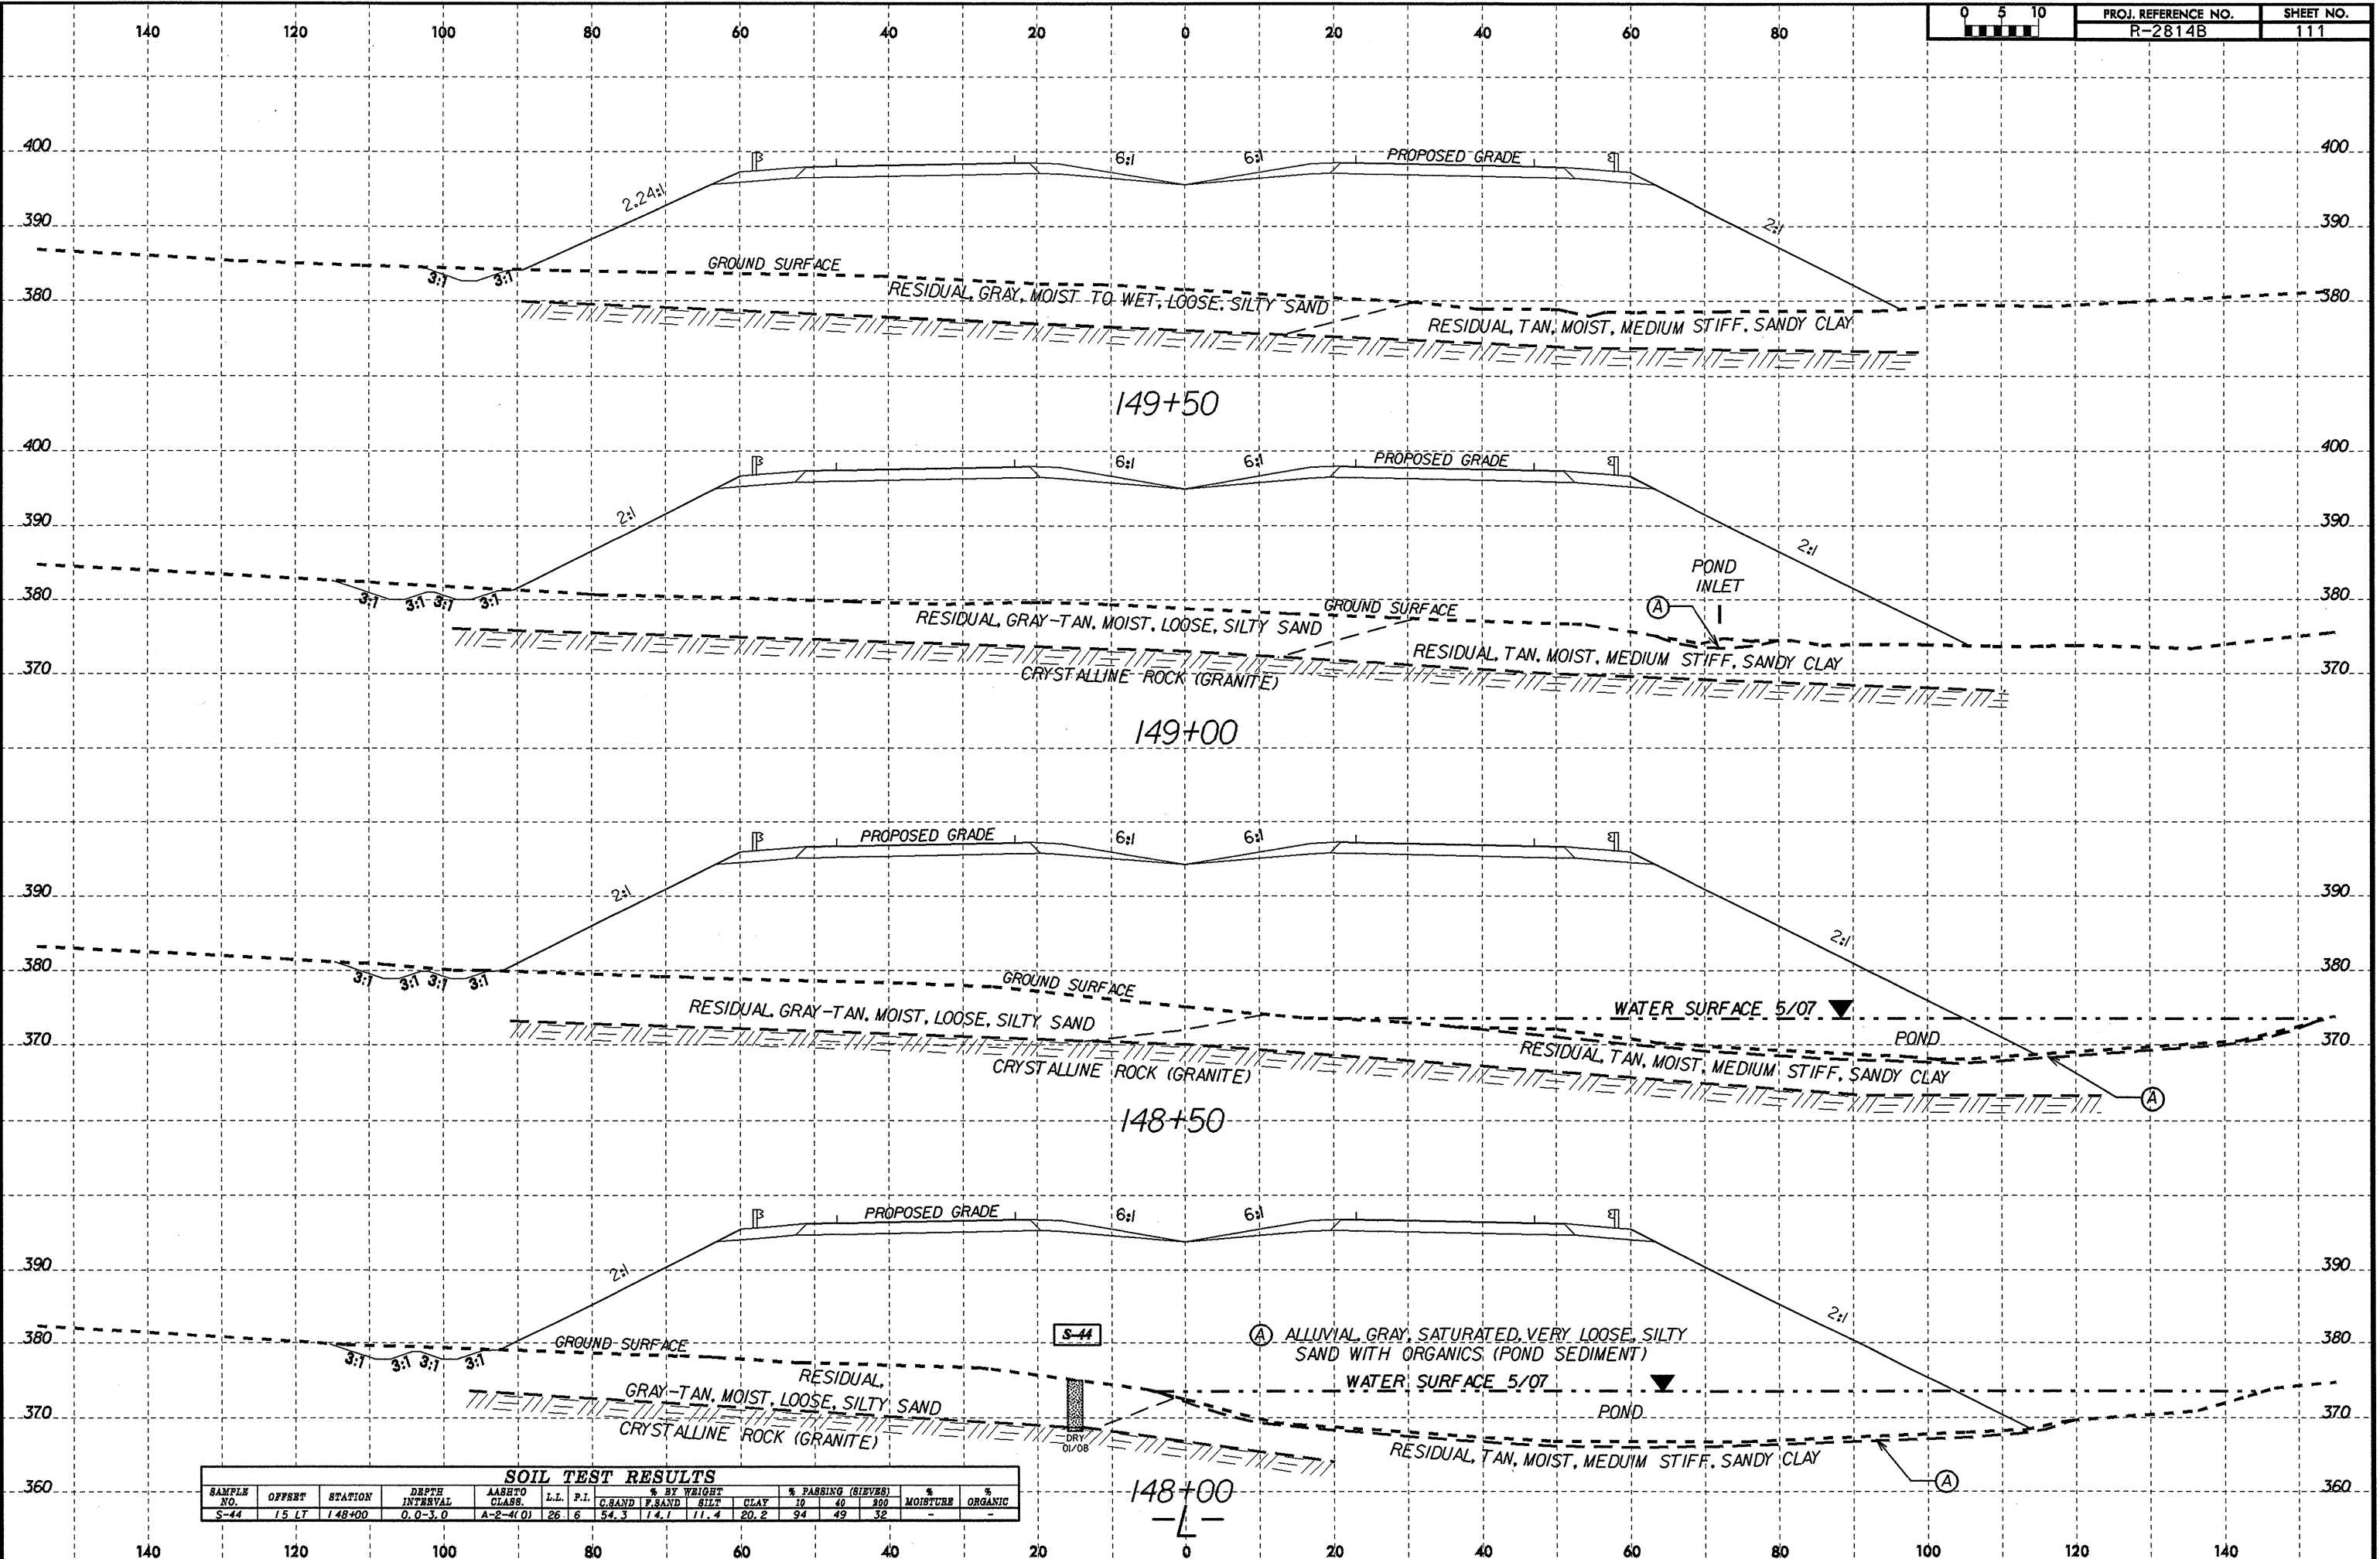 0 5 10
PROJ. REFERENCE NO. SHEET NO.
R-2814B 111
140 120 100 80 60 40 20 0 20 40 60 80
400 400
6:1 6:1 PROPOSED GRADE
2.24:1
390 390
2:1
GROUND SURFACE
3:1 3:1
380 380
RESIDUAL, GRAY, MOIST TO WET, LOOSE, SILTY SAND
RESIDUAL, TAN, MOIST, MEDIUM STIFF, SANDY CLAY
149+50
400 400
6:1 6:1 PROPOSED GRADE
390 390
2:1
2:1
POND
INLET
380 380
3:1 3:1 3:1 3:1
A
GROUND SURFACE
RESIDUAL, GRAY-TAN, MOIST, LOOSE, SILTY SAND
RESIDUAL, TAN, MOIST, MEDIUM STIFF, SANDY CLAY
370 370
CRYSTALLINE ROCK (GRANITE)
149+00
PROPOSED GRADE 6:1 6:1
390 390
2:1
2:1
380 380
3:1 3:1 3:1 3:1
GROUND SURFACE
WATER SURFACE 5/07
RESIDUAL, GRAY-TAN, MOIST, LOOSE, SILTY SAND
370 370
POND
RESIDUAL, TAN, MOIST, MEDIUM STIFF, SANDY CLAY
CRYSTALLINE ROCK (GRANITE)
A
148+50
PROPOSED GRADE 6:1 6:1
390 390
2:1
2:1
380 380
S-44
A ALLUVIAL, GRAY, SATURATED, VERY LOOSE, SILTY
SAND WITH ORGANICS (POND SEDIMENT)
GROUND SURFACE
3:1 3:1 3:1 3:1
RESIDUAL,
GRAY-TAN, MOIST, LOOSE, SILTY SAND
WATER SURFACE 5/07
POND
370 370
CRYSTALLINE ROCK (GRANITE)
DRY
01/08
RESIDUAL, TAN, MOIST, MEDUIM STIFF, SANDY CLAY
A
148+00
L
360 360
SOIL TEST RESULTS
SAMPLE NO. OFFSET STATION DEPTH INTERVAL AASHTO CLASS. L.L. P.I. % BY WEIGHT C.SAND F.SAND SILT CLAY % PASSING (SIEVES) 10 40 200 % MOISTURE % ORGANIC
S-44 15 LT 148+00 0.0-3.0 A-2-4(0) 26 6 54.3 14.1 11.4 20.2 94 49 32 - -
140 120 100 80 60 40 20 0 20 40 60 80 100 120 140